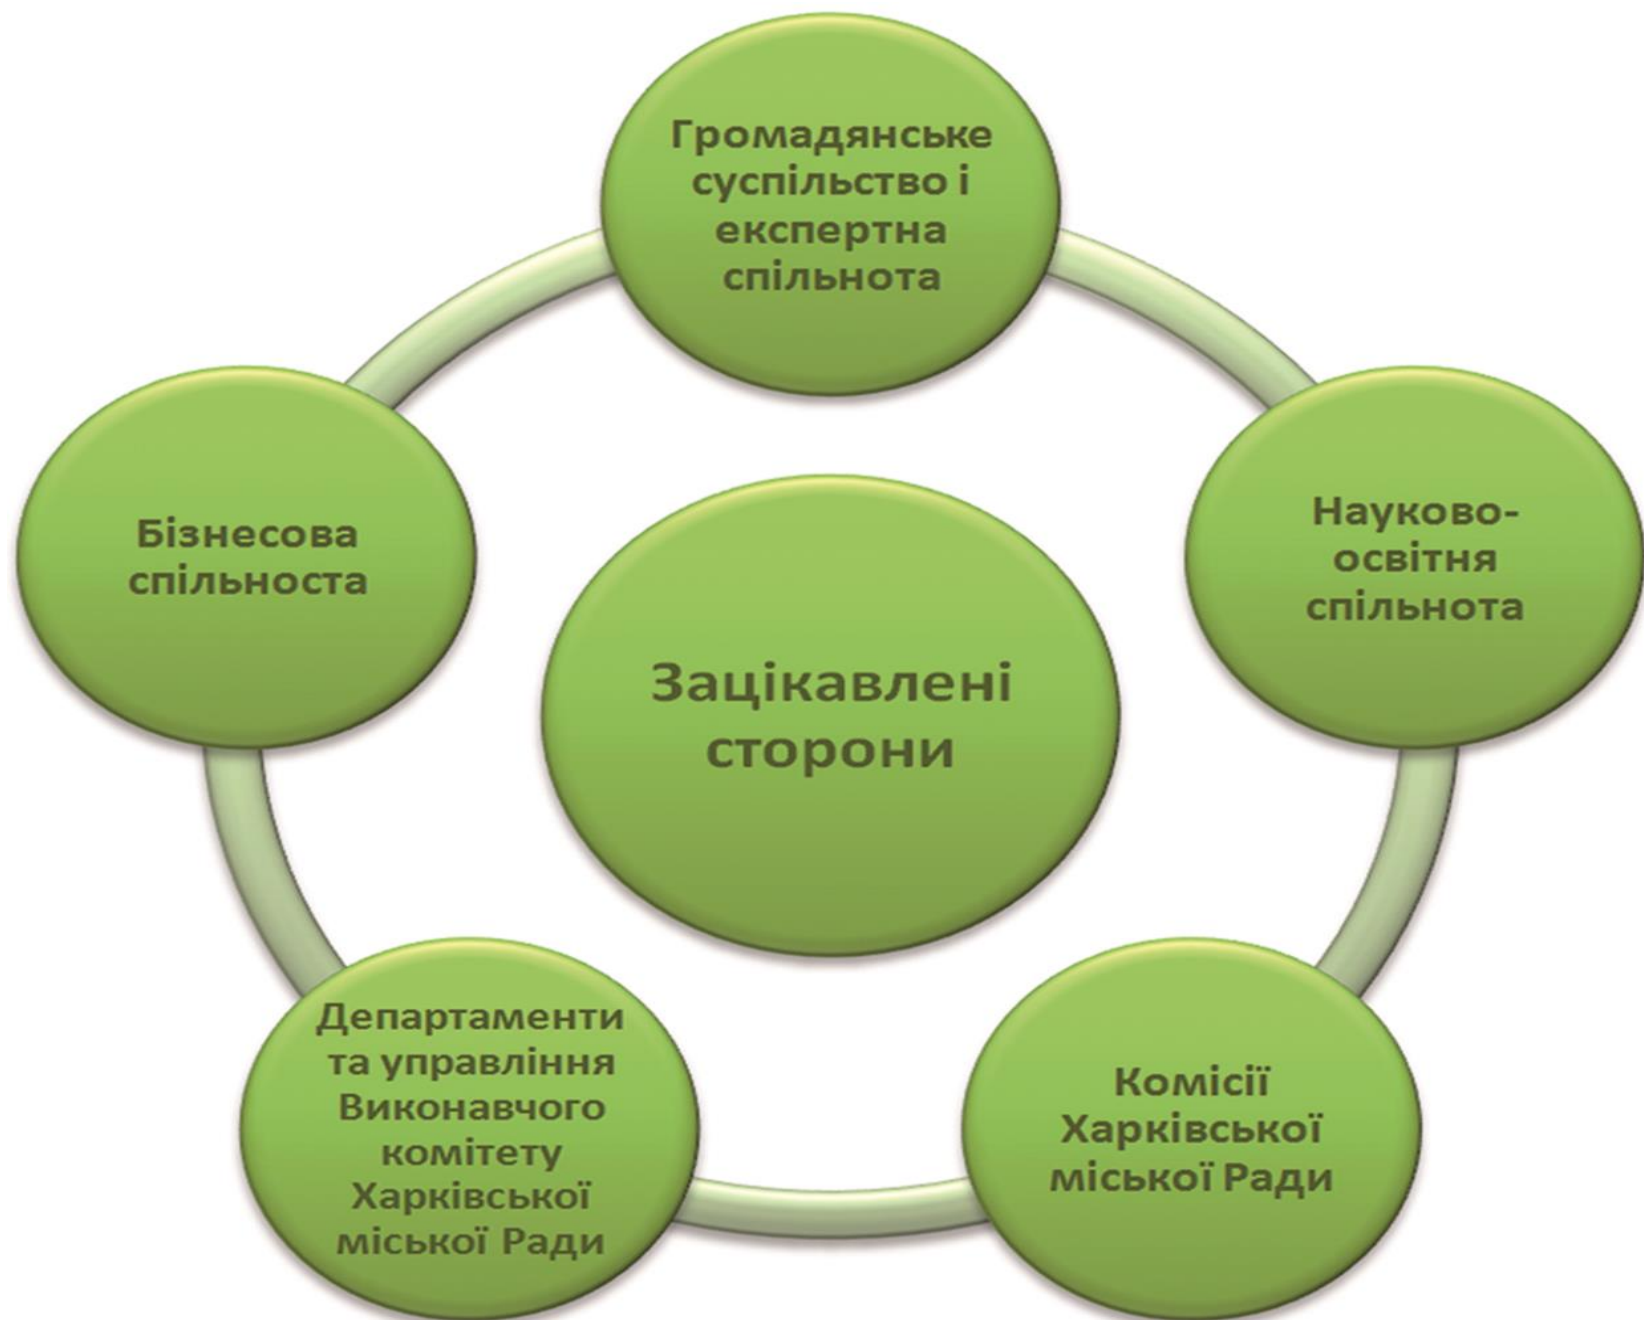 Громадянське
суспільство і
експертна
спільнота
Бізнесова
спільноста
Науково-
освітня
спільнота
Зацікавлені
сторони
Департаменти
та управління
Виконавчого
комітету
Харківської
міської Ради
Комісії
Харківської
міської Ради